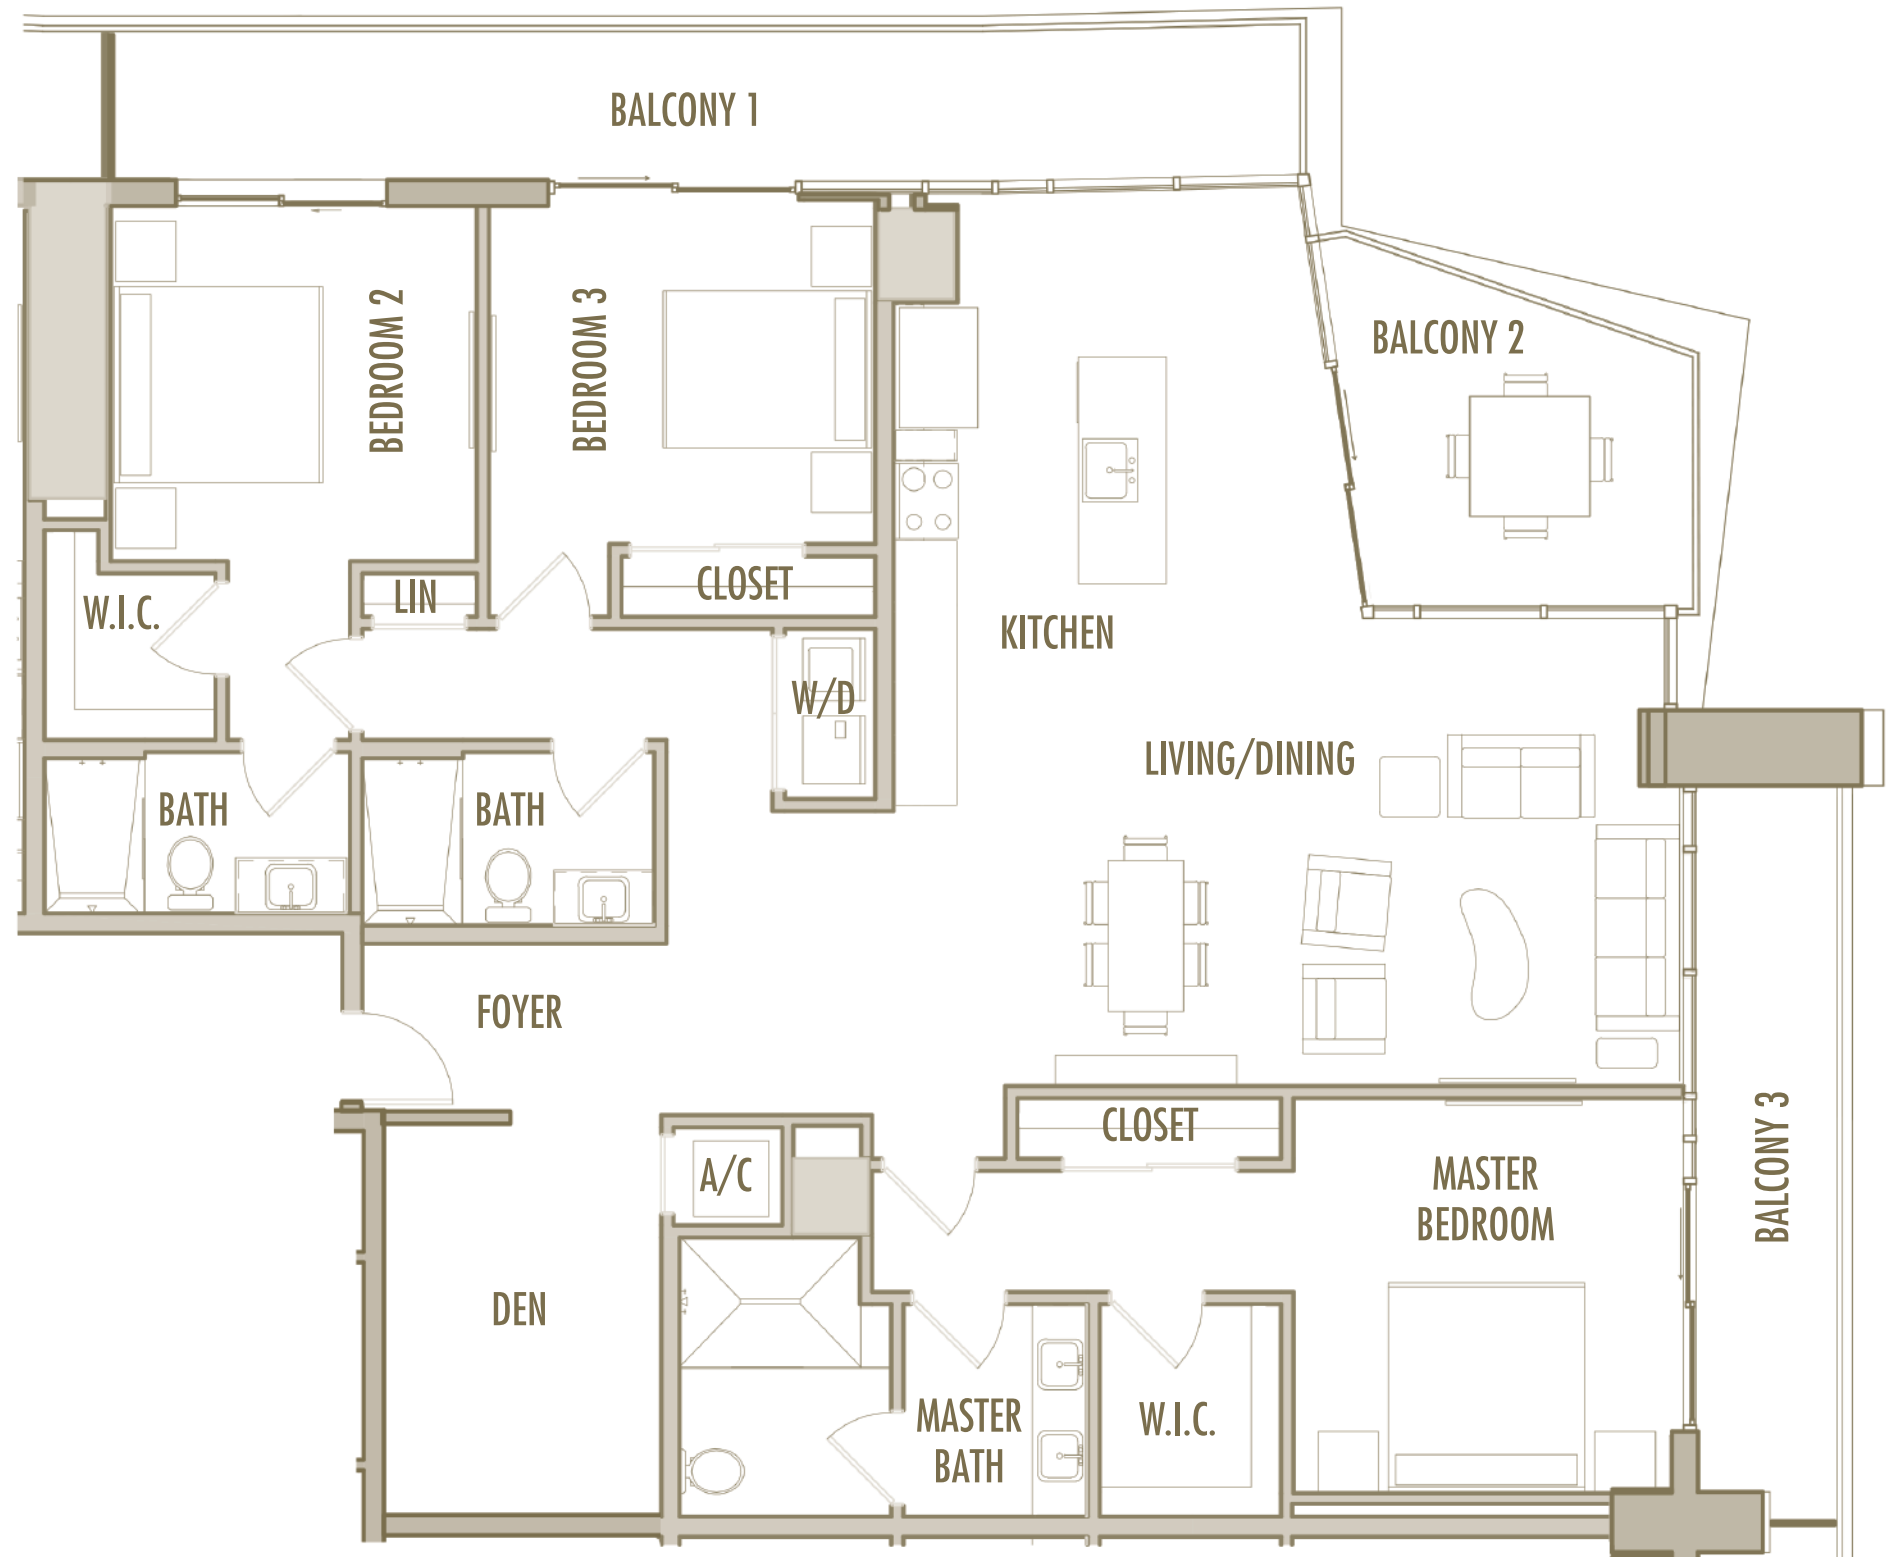 BALCONY 1
BEDROOM 2
BEDROOM 3
BALCONY 2
W.I.C.
LIN
CLOSET
KITCHEN
W/D
LIVING/DINING
BATH
BATH
FOYER
CLOSET
A/C
MASTER
BEDROOM
BALCONY 3
DEN
MASTER
BATH
W.I.C.